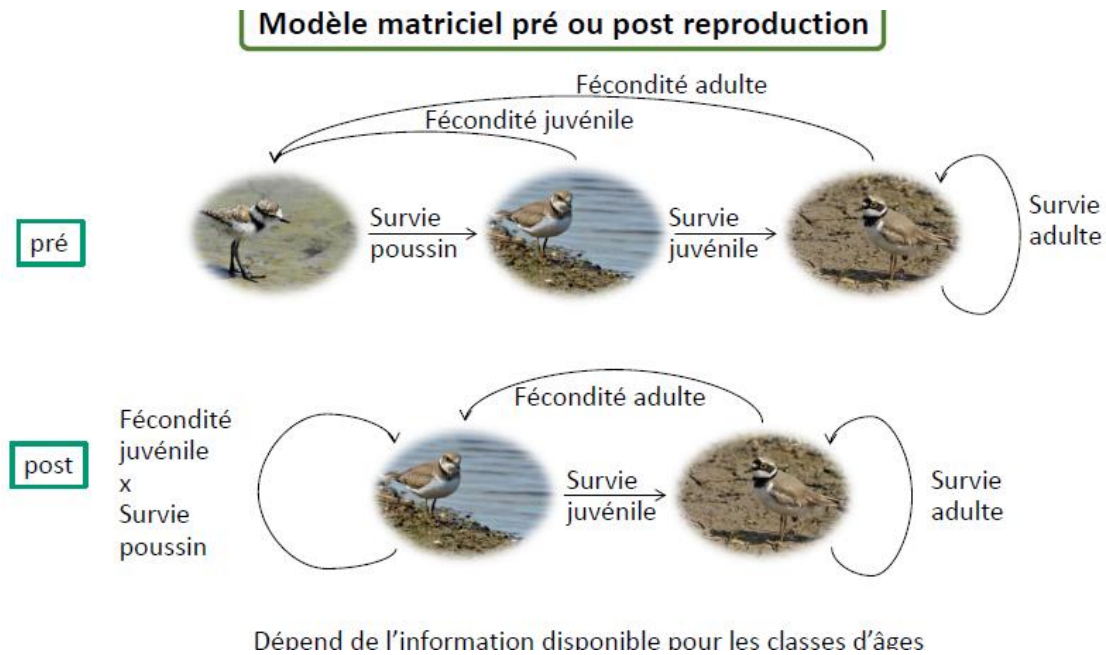 Modèle matriciel pré ou post reproduction
Fécondité adulte
Fécondité juvénile
pré
Survie
poussin
Survie
juvénile
Survie
adulte
Fécondité adulte
Fécondité
juvénile
x
Survie
poussin
post
Survie
juvénile
Survie
adulte
Dépend de l'information disponible pour les classes d'âges